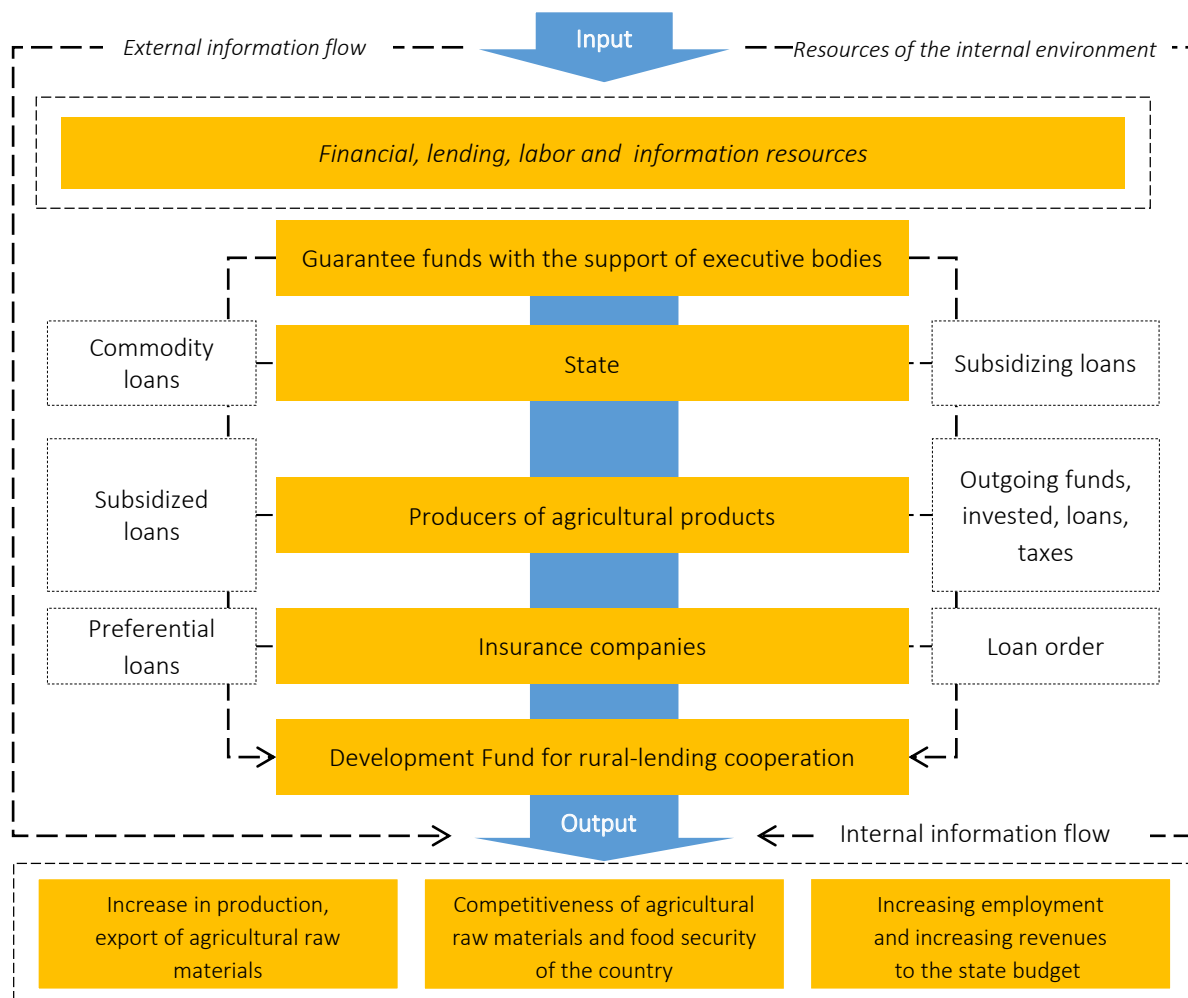 External information flow
Input
Resources of the internal environment
Financial, lending, labor and information resources
Guarantee funds with the support of executive bodies
Commodity
loans
State
Subsidizing loans
Subsidized
loans
Producers of agricultural products
Outgoing funds,
invested, loans,
taxes
Preferential
loans
Insurance companies
Loan order
Development Fund for rural-lending cooperation
Output
Internal information flow
Increase in production,
export of agricultural raw
materials
Competitiveness of agricultural
raw materials and food security
of the country
Increasing employment
and increasing revenues
to the state budget